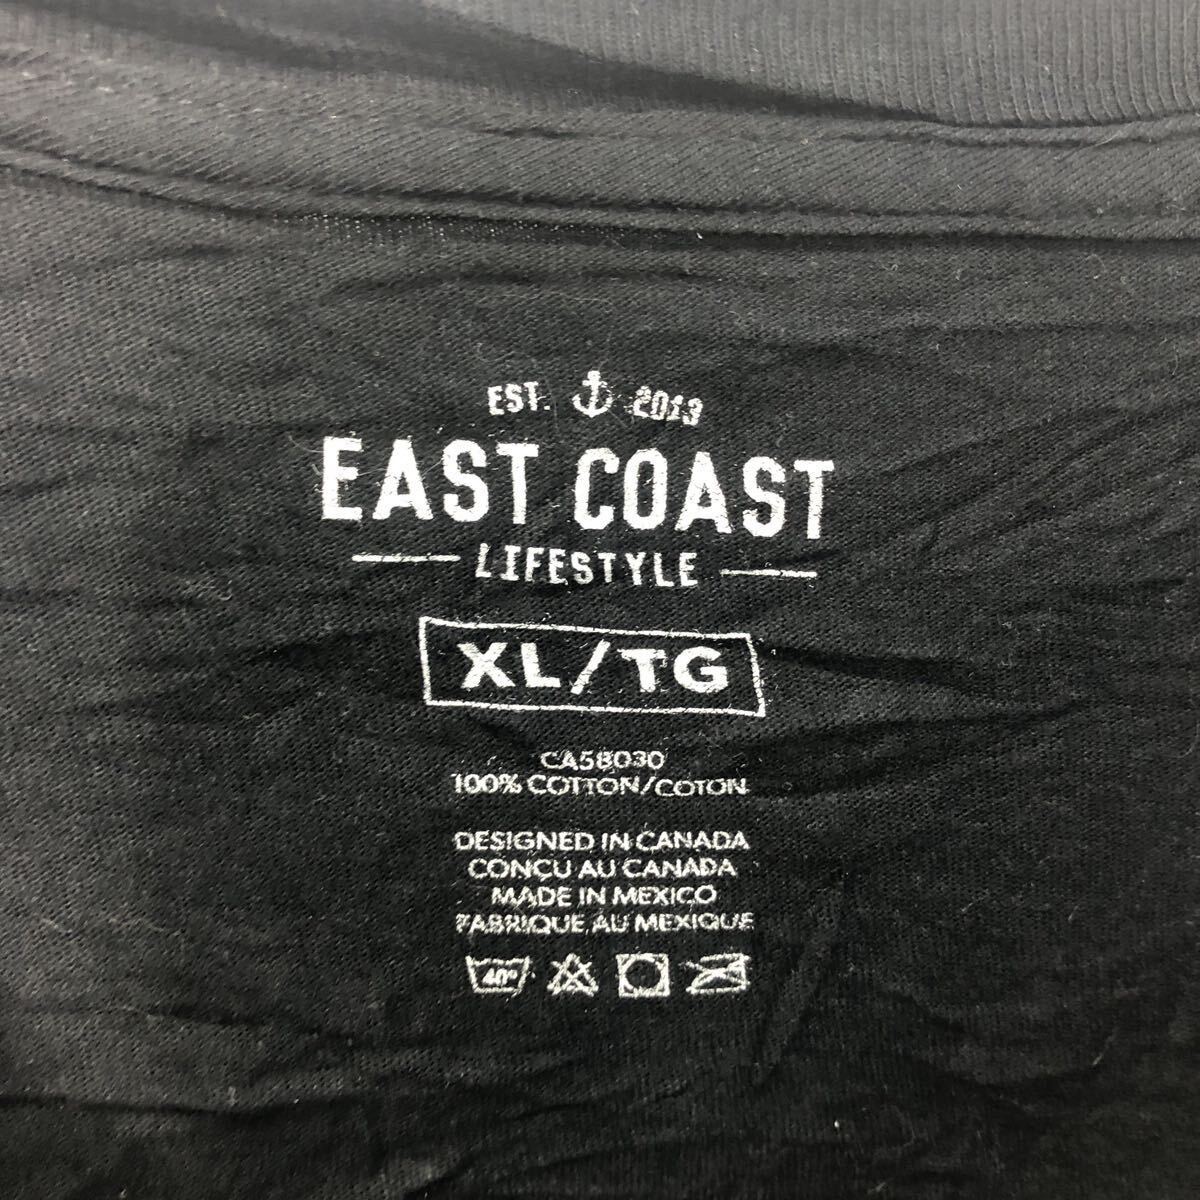 EST. 2013
EAST COAST
LIFESTYLE
XL/TG
CA58030
100% COTTON/COTON
DESIGNED IN CANADA
CONÇU AU CANADA
MADE IN MEXICO
FABRIQUE AU MEXIQUE
40°